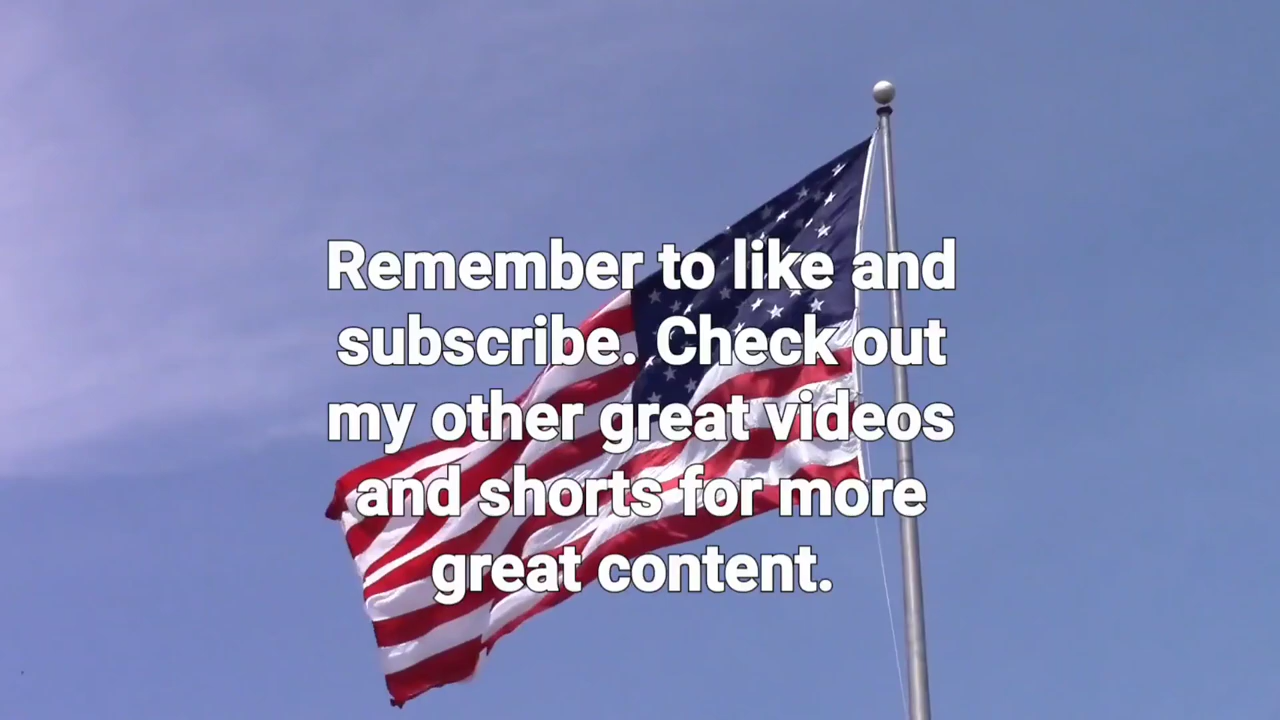 Remember to like and
subscribe. Check out
my other great videos
and shorts for more
great content.